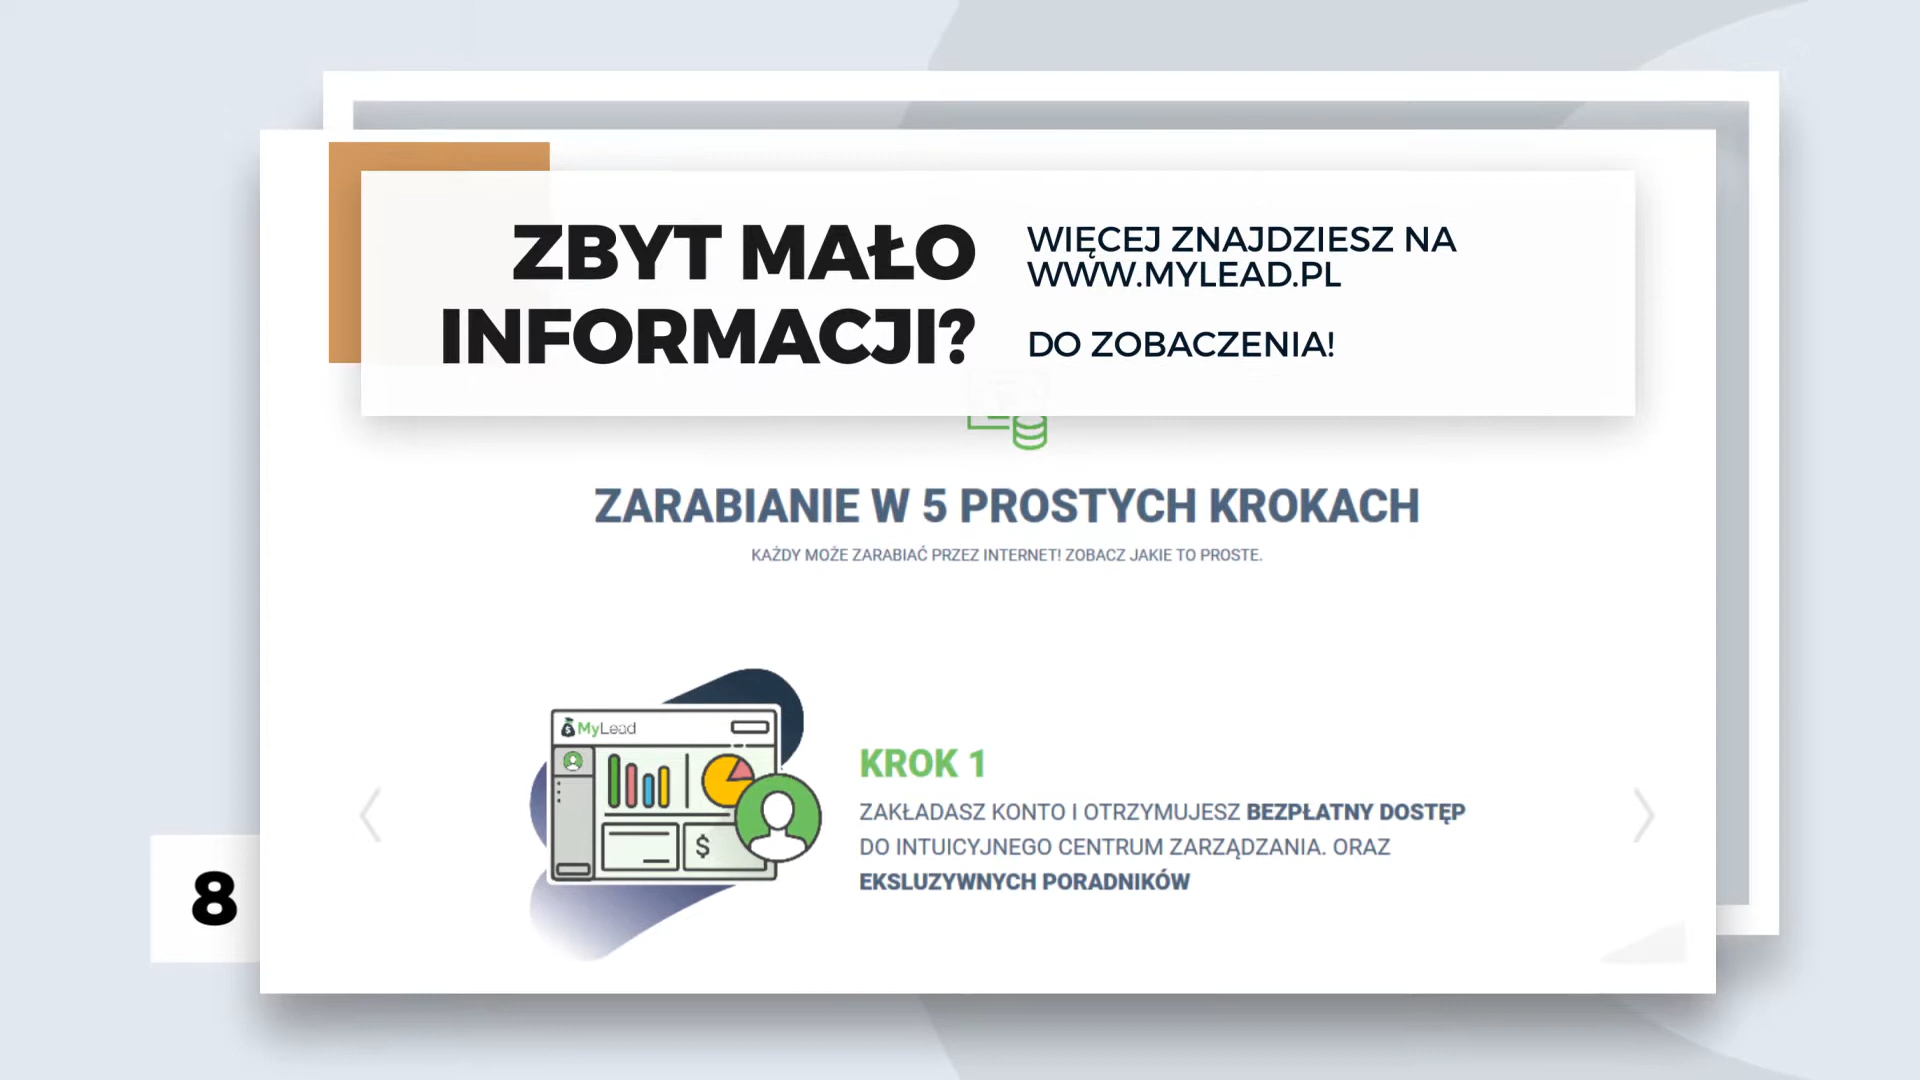 ZBYT MAŁO
INFORMACJI?
WIĘCEJ ZNAJDZIESZ NA
WWW.MYLEAD.PL
DO ZOBACZENIA!
ZARABIANIE W 5 PROSTYCH KROKACH
KAŻDY MOŻE ZARABIAĆ PRZEZ INTERNET! ZOBACZ JAKIE TO PROSTE.
MyLead
$
KROK 1
ZAKŁADASZ KONTO I OTRZYMUJESZ BEZPŁATNY DOSTĘP
DO INTUICYJNEGO CENTRUM ZARZĄDZANIA. ORAZ
EKSLUZYWNYCH PORADNIKÓW
8